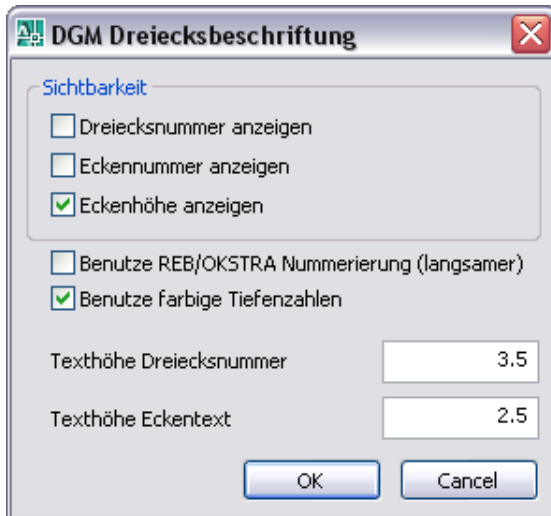 DGM Dreiecksbeschriftung
Sichtbarkeit
Dreiecksnummer anzeigen
Eckennummer anzeigen
Eckenhöhe anzeigen
Benutze REB/OKSTRA Nummerierung (langsamer)
Benutze farbige Tiefenzahlen
Texthöhe Dreiecksnummer 3.5
Texthöhe Eckentext 2.5
OK Cancel